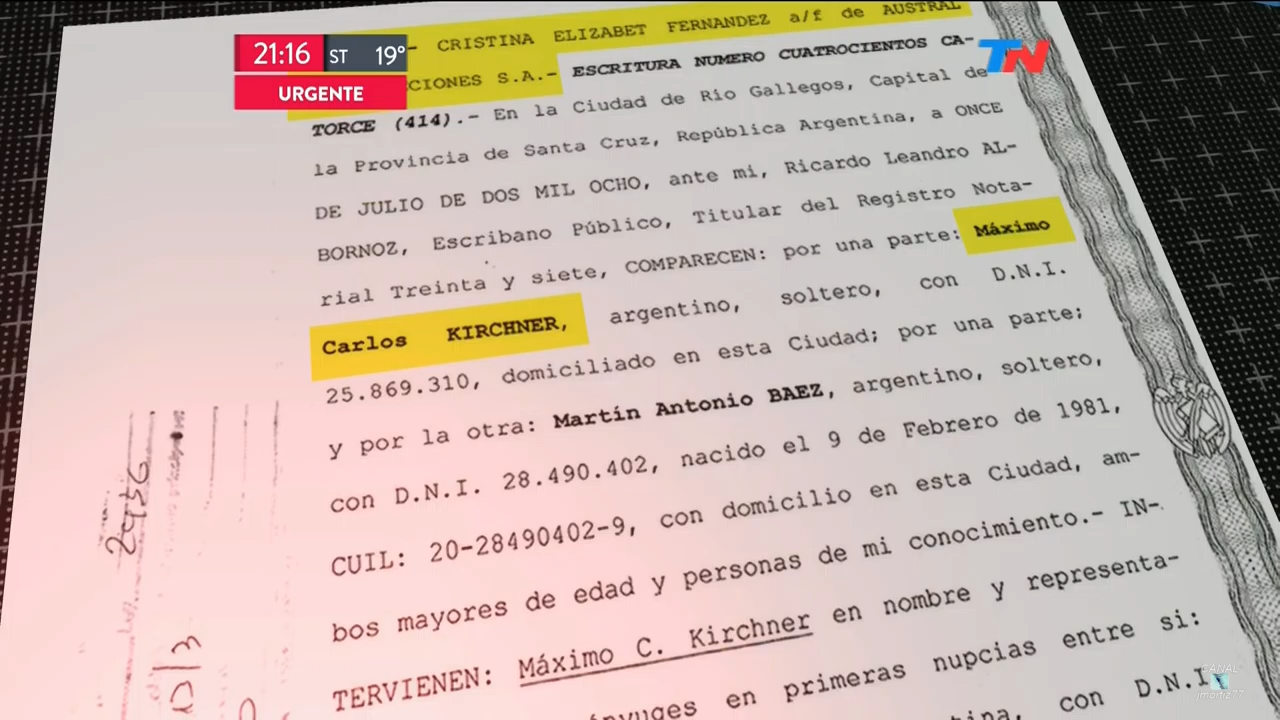 21:16 ST 19°
TN
URGENTE
- CRISTINA ELIZABET FERNANDEZ a/f de AUSTRAL
CIONES S.A.- ESCRITURA NUMERO CUATROCIENTOS CA-
TORCE (414).- En la Ciudad de Río Gallegos, Capital de
la Provincia de Santa Cruz, República Argentina, a ONCE
DE JULIO DE DOS MIL OCHO, ante mi, Ricardo Leandro AL-
BORNOZ, Escribano Público, Titular del Registro Nota-
rial Treinta y siete, COMPARECEN: por una parte: Máximo
Carlos KIRCHNER, argentino, soltero, con D.N.I.
25.869.310, domiciliado en esta Ciudad; por una parte;
y por la otra: Martín Antonio BAEZ, argentino, soltero,
con D.N.I. 28.490.402, nacido el 9 de Febrero de 1981,
CUIL: 20-28490402-9, con domicilio en esta Ciudad, am-
bos mayores de edad y personas de mi conocimiento.- IN-
TERVIENEN: Máximo C. Kirchner en nombre y representa-
nyuges en primeras nupcias entre si:
tina, con D.N.I
CANAL
jmortiz77